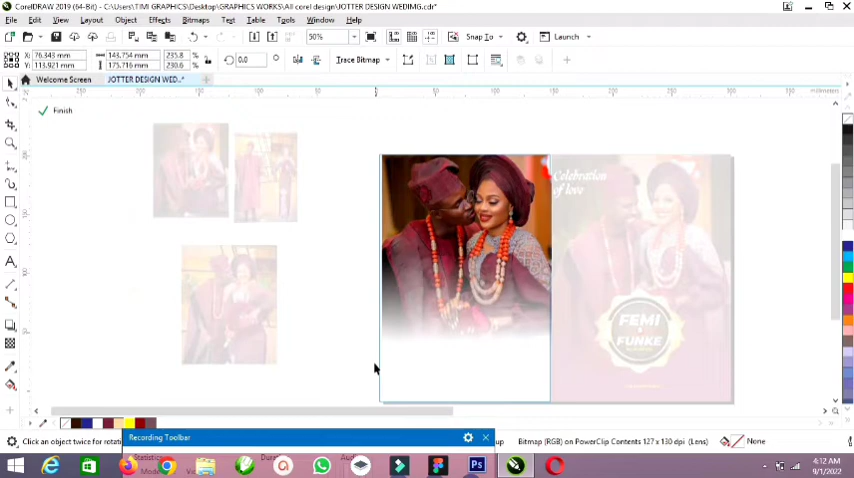 CorelDRAW 2019 (64-Bit) - C:\Users\TIMI GRAPHICS\Desktop\GRAPHICS WORKS\All corel design\JOTTER DESIGN WEDIMG.cdr*
File Edit View Layout Object Effects Bitmaps Text Table Tools Window Help
50% Snap To Launch
X: 76.343 mm 143.754 mm 235.8
Y: 113.921 mm 175.716 mm 230.6
0.0 Trace Bitmap
Welcome Screen JOTTER DESIGN WED...*
millimeters
Finish
Celebration
of love
FEMI
&
FUNKE
Recording Toolbar
Click an object twice for rotati
up Bitmap (RGB) on PowerClip Contents 127 x 130 dpi (Lens) None
Statistics
4:12 AM
9/1/2022